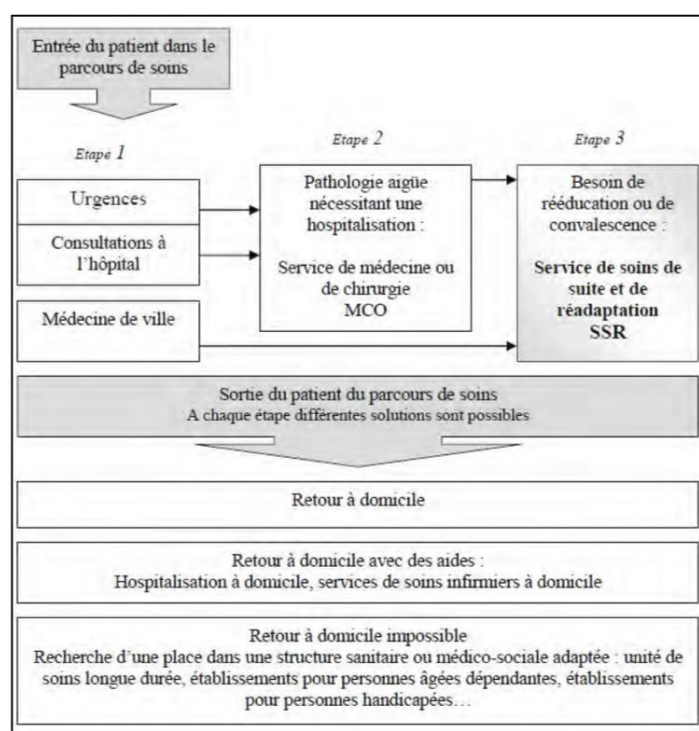 Entrée du patient dans le
parcours de soins
Etape 1
Etape 2
Etape 3
Urgences
Consultations à
l’hôpital
Médecine de ville
Pathologie aigüe
nécessitant une
hospitalisation :
Service de médecine ou
de chirurgie
MCO
Besoin de
rééducation ou de
convalescence :
Service de soins de
suite et de
réadaptation
SSR
Sortie du patient du parcours de soins
A chaque étape différentes solutions sont possibles
Retour à domicile
Retour à domicile avec des aides :
Hospitalisation à domicile, services de soins infirmiers à domicile
Retour à domicile impossible
Recherche d’une place dans une structure sanitaire ou médico-sociale adaptée : unité de
soins longue durée, établissements pour personnes âgées dépendantes, établissements
pour personnes handicapées…